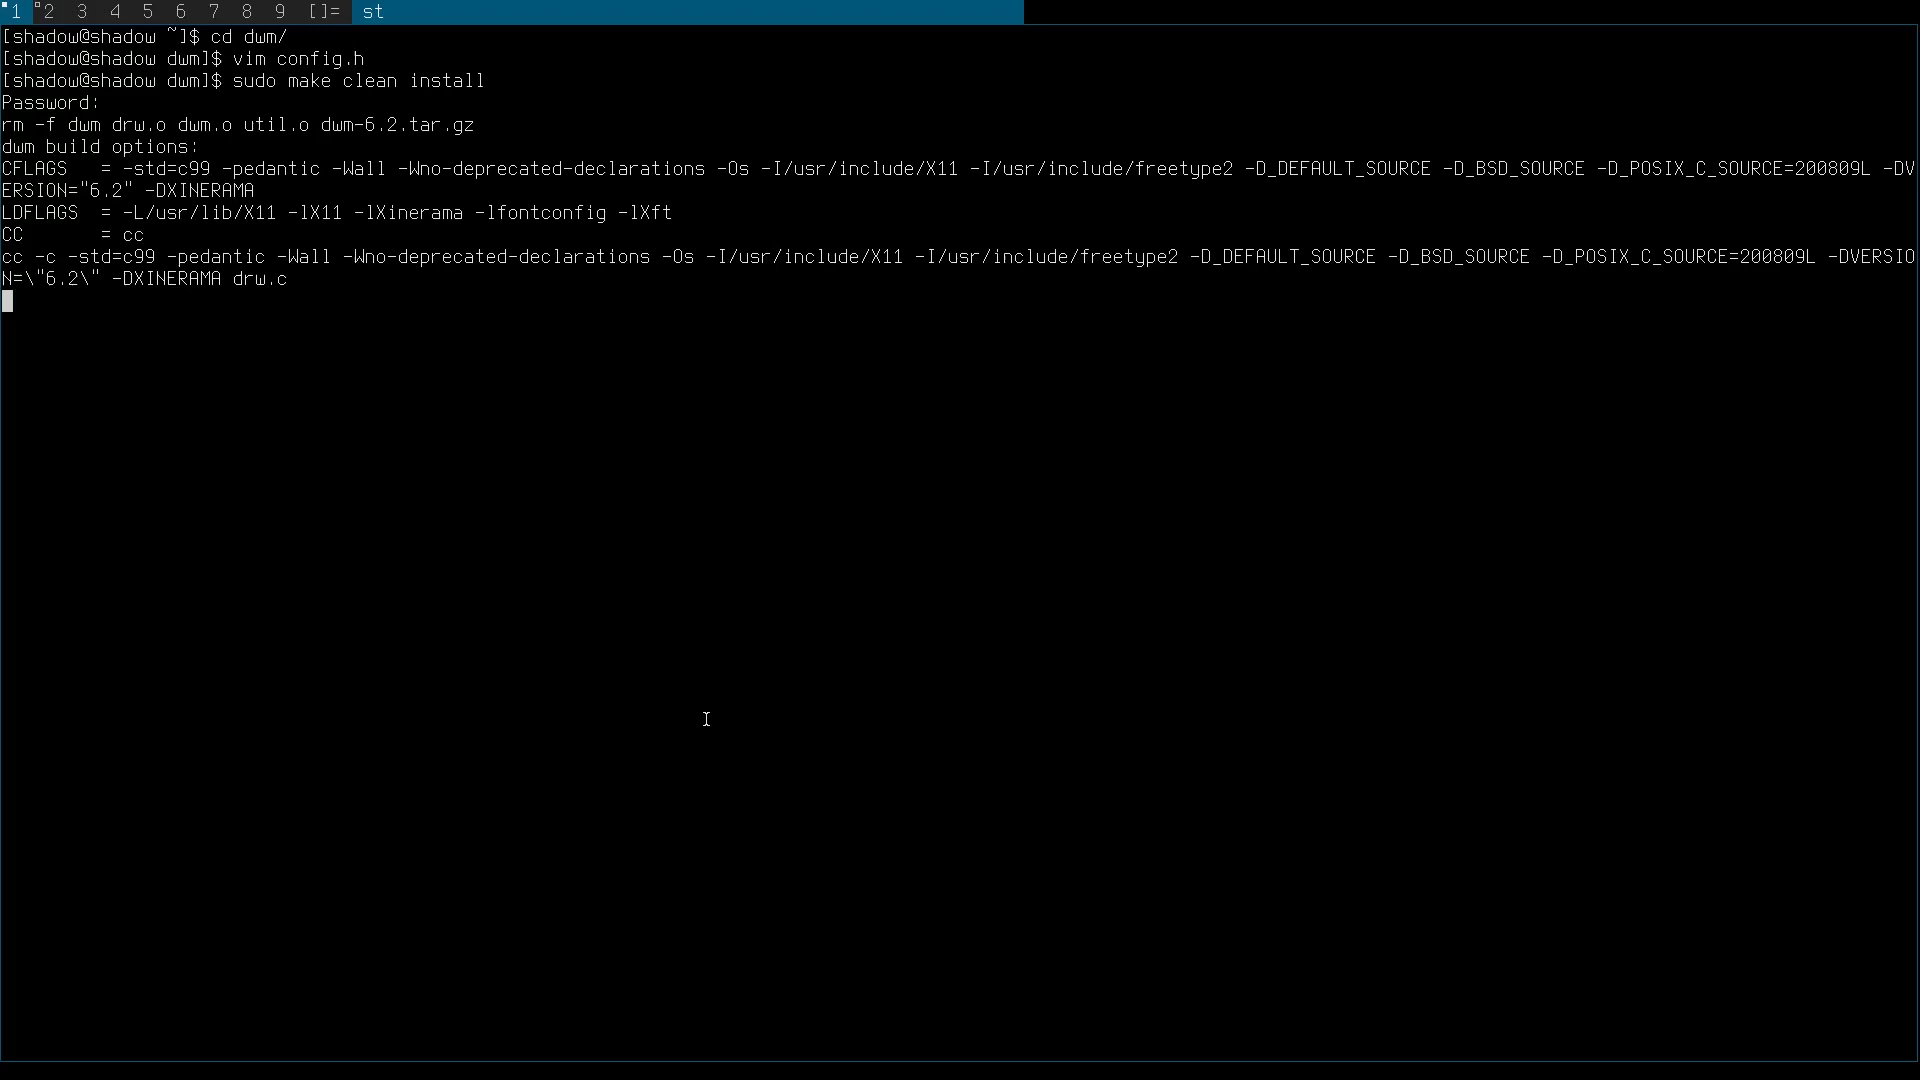 1 2 3 4 5 6 7 8 9 []= st
[shadow@shadow ~]$ cd dwm/
[shadow@shadow dwm]$ vim config.h
[shadow@shadow dwm]$ sudo make clean install
Password:
rm -f dwm drw.o dwm.o util.o dwm-6.2.tar.gz
dwm build options:
CFLAGS   = -std=c99 -pedantic -Wall -Wno-deprecated-declarations -Os -I/usr/include/X11 -I/usr/include/freetype2 -D_DEFAULT_SOURCE -D_BSD_SOURCE -D_POSIX_C_SOURCE=200809L -DV
ERSION="6.2" -DXINERAMA
LDFLAGS  = -L/usr/lib/X11 -lX11 -lXinerama -lfontconfig -lXft
CC       = cc
cc -c -std=c99 -pedantic -Wall -Wno-deprecated-declarations -Os -I/usr/include/X11 -I/usr/include/freetype2 -D_DEFAULT_SOURCE -D_BSD_SOURCE -D_POSIX_C_SOURCE=200809L -DVERSIO
N=\"6.2\" -DXINERAMA drw.c